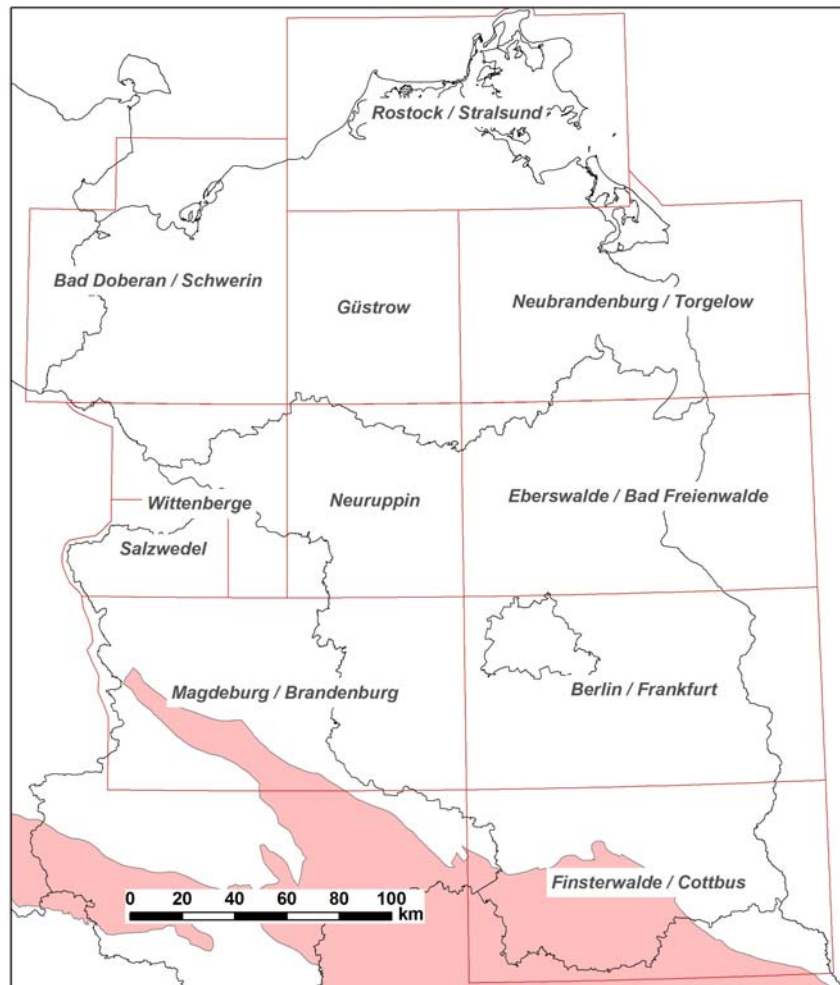 Rostock / Stralsund
Bad Doberan / Schwerin
Güstrow
Neubrandenburg / Torgelow
Wittenberge
Neuruppin
Eberswalde / Bad Freienwalde
Salzwedel
Magdeburg / Brandenburg
Berlin / Frankfurt
Finsterwalde / Cottbus
0 20 40 60 80 100
km